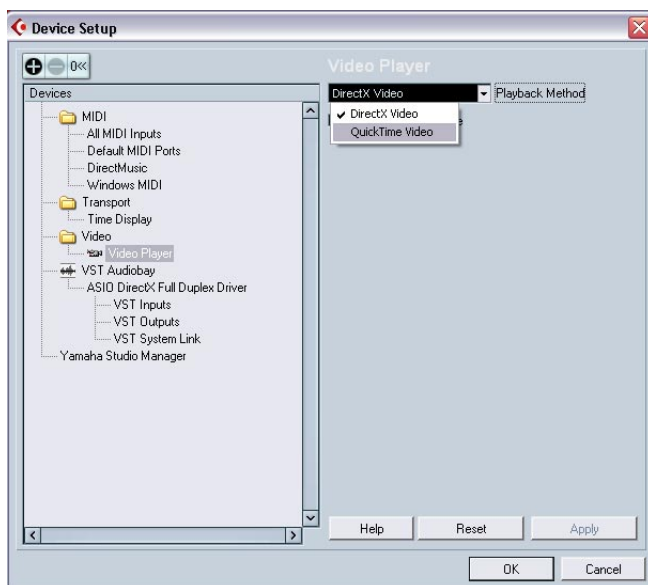 Device Setup
0«
Video Player
Devices
DirectX Video
Playback Method
MIDI
DirectX Video
All MIDI Inputs
QuickTime Video
Default MIDI Ports
DirectMusic
Windows MIDI
Transport
Time Display
Video
Video Player
VST Audiobay
ASIO DirectX Full Duplex Driver
VST Inputs
VST Outputs
VST System Link
Yamaha Studio Manager
Help
Reset
Apply
OK
Cancel